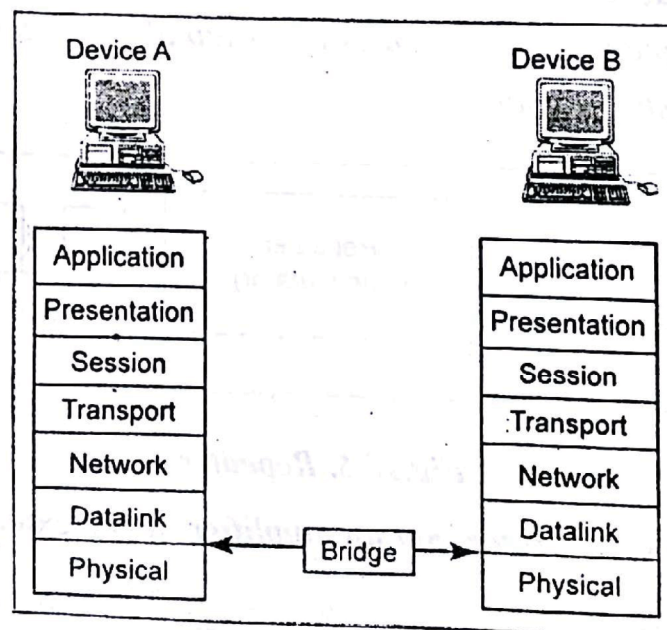 Device A
Device B
Application
Presentation
Session
Transport
Network
Datalink
Physical
Application
Presentation
Session
Transport
Network
Datalink
Physical
Bridge